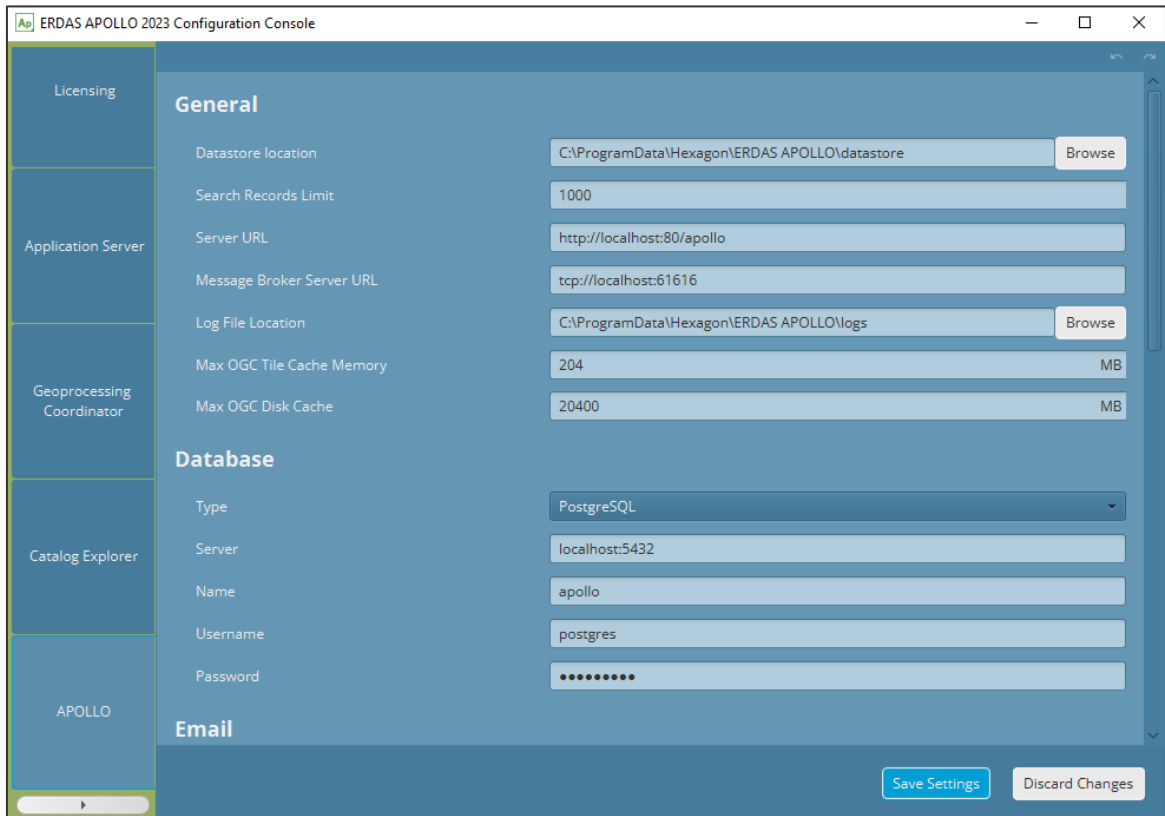 Ap ERDAS APOLLO 2023 Configuration Console
Licensing
Application Server
Geoprocessing
Coordinator
Catalog Explorer
APOLLO
General
Datastore location C:\ProgramData\Hexagon\ERDAS APOLLO\datastore Browse
Search Records Limit 1000
Server URL http://localhost:80/apollo
Message Broker Server URL tcp://localhost:61616
Log File Location C:\ProgramData\Hexagon\ERDAS APOLLO\logs Browse
Max OGC Tile Cache Memory 204 MB
Max OGC Disk Cache 20400 MB
Database
Type PostgreSQL
Server localhost:5432
Name apollo
Username postgres
Password •••••••••
Email
Save Settings Discard Changes